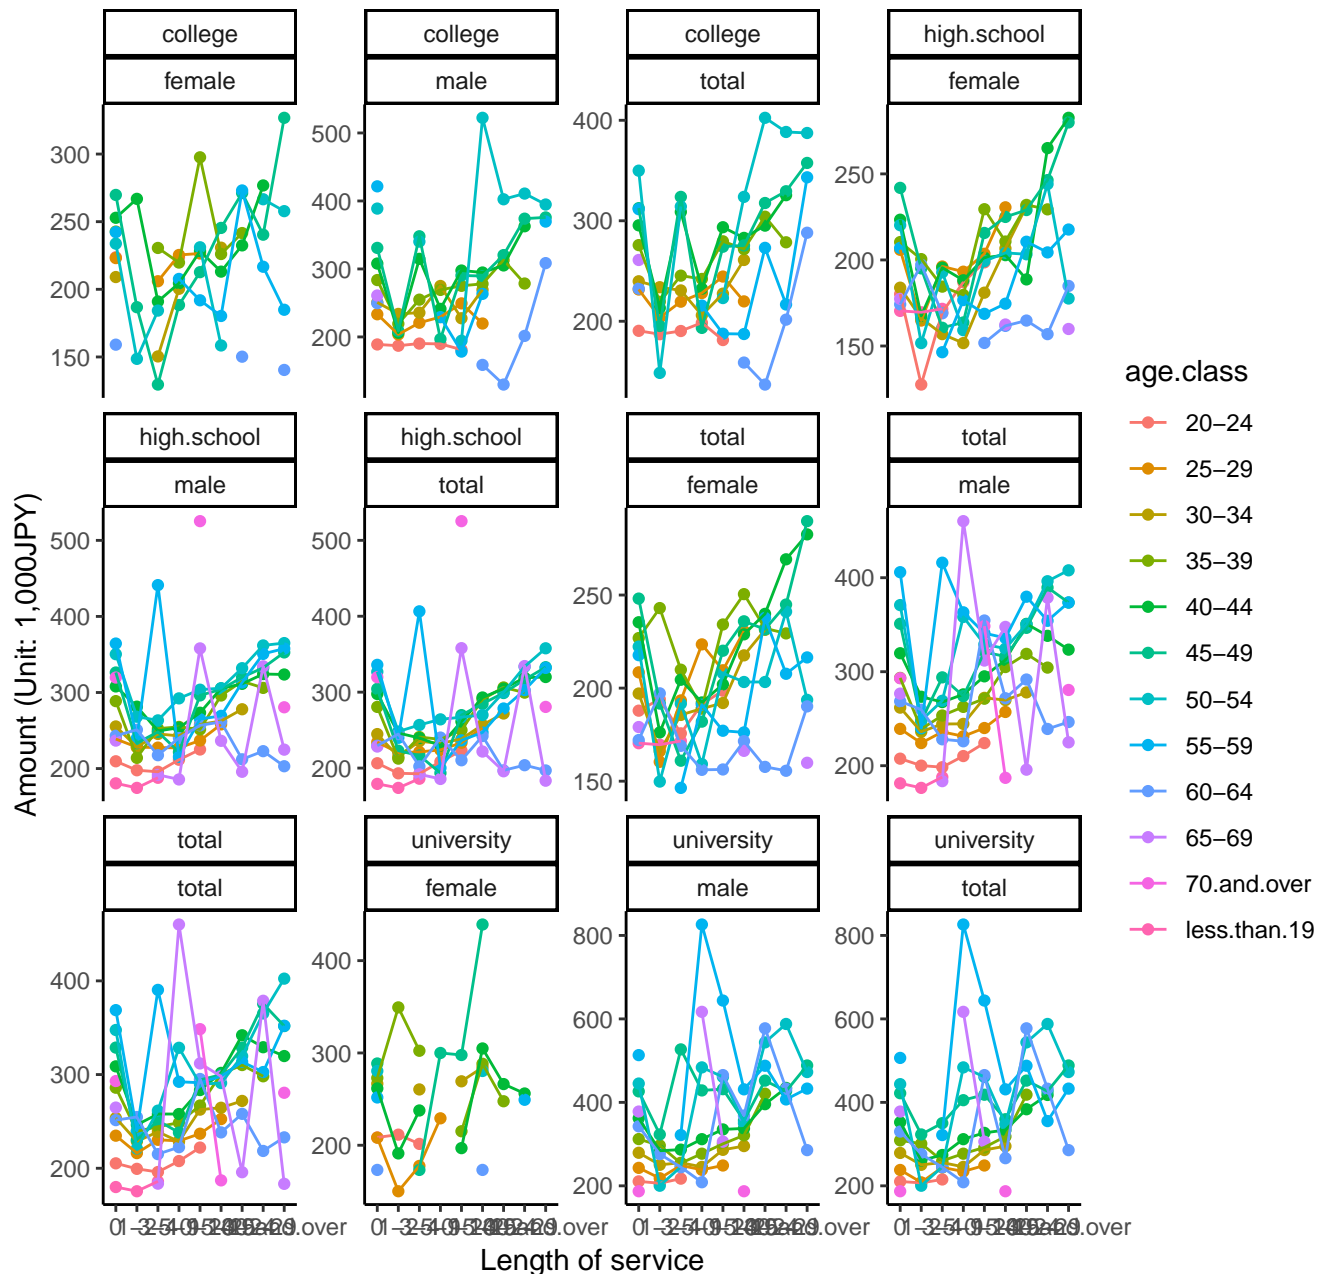 college
college
college
high.school
female
male
total
female
300
250
200
150
500
400
300
200
400
300
200
250
200
150
high.school
high.school
total
total
male
total
female
male
500
400
300
200
500
400
300
200
250
200
150
400
300
200
total
university
university
university
total
female
male
total
400
300
200
400
300
200
800
600
400
200
800
600
400
200
Amount (Unit: 1,000JPY)
Length of service
age.class
20−24
25−29
30−34
35−39
40−44
45−49
50−54
55−59
60−64
65−69
70.and.over
less.than.19